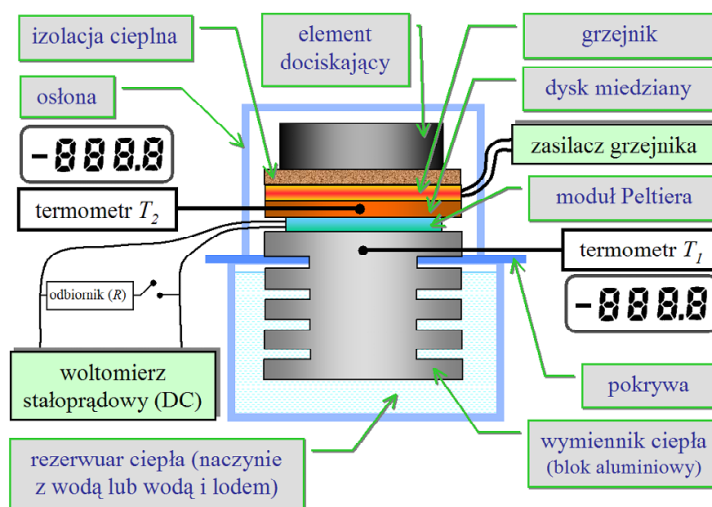 izolacja cieplna
element
dociskający
grzejnik
dysk miedziany
osłona
-888.8
zasilacz grzejnika
termometr T₂
moduł Peltiera
termometr T₁
odbiornik (R)
-888.8
woltomierz
stałoprądowy (DC)
pokrywa
rezerwuar ciepła (naczynie
z wodą lub wodą i lodem)
wymiennik ciepła
(blok aluminiowy)